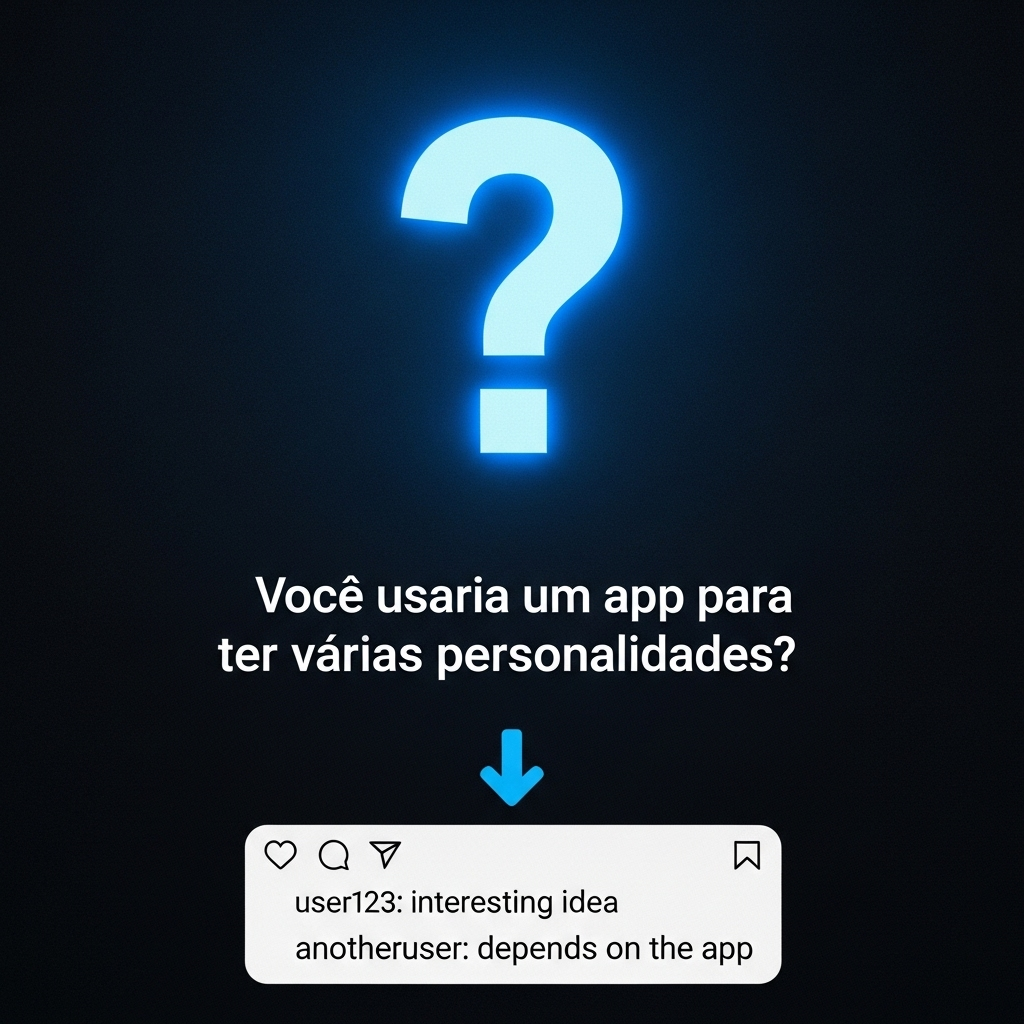 ?
Você usaria um app para
ter várias personalidades?
user123: interesting idea
anotheruser: depends on the app